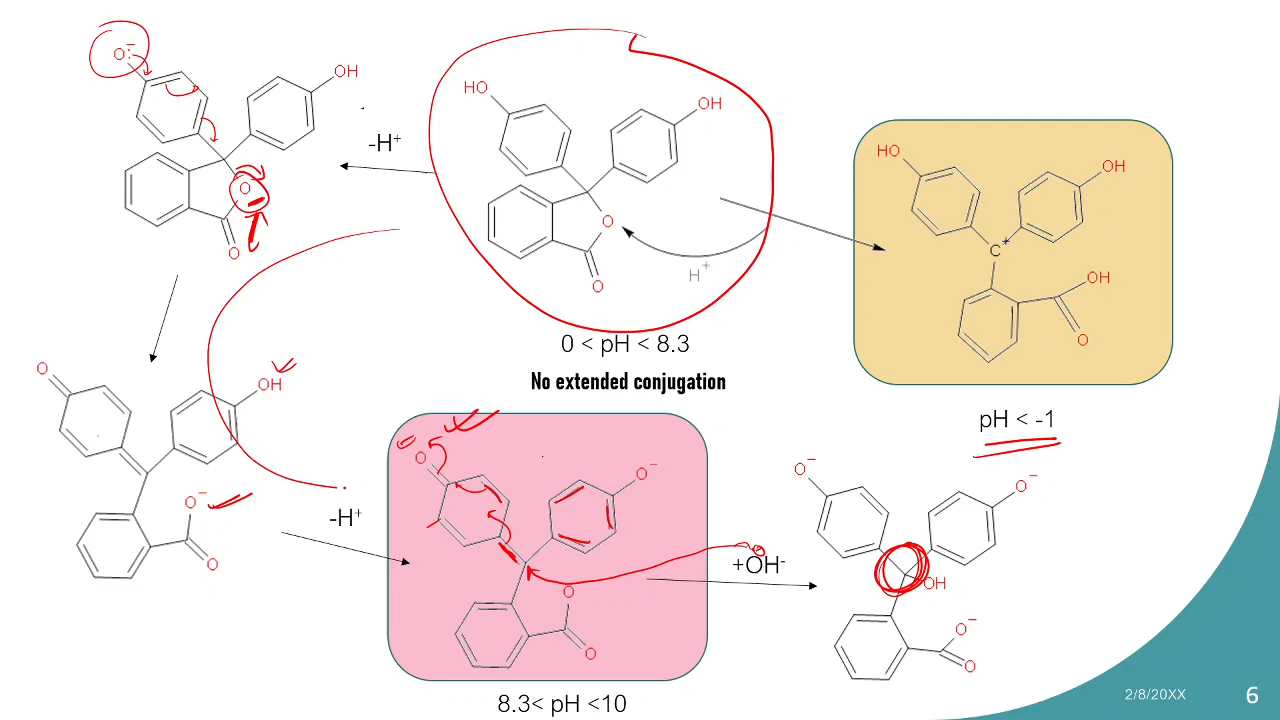 O:⁻
OH
-H⁺
O
O
HO
OH
O
H⁺
O
0 < pH < 8.3
No extended conjugation
HO
OH
C⁺
OH
O
pH < -1
O
OH
O⁻
O
-H⁺
O
O⁻
O
O
8.3< pH <10
+OH⁻
O⁻
O⁻
OH
O⁻
O
2/8/20XX
6